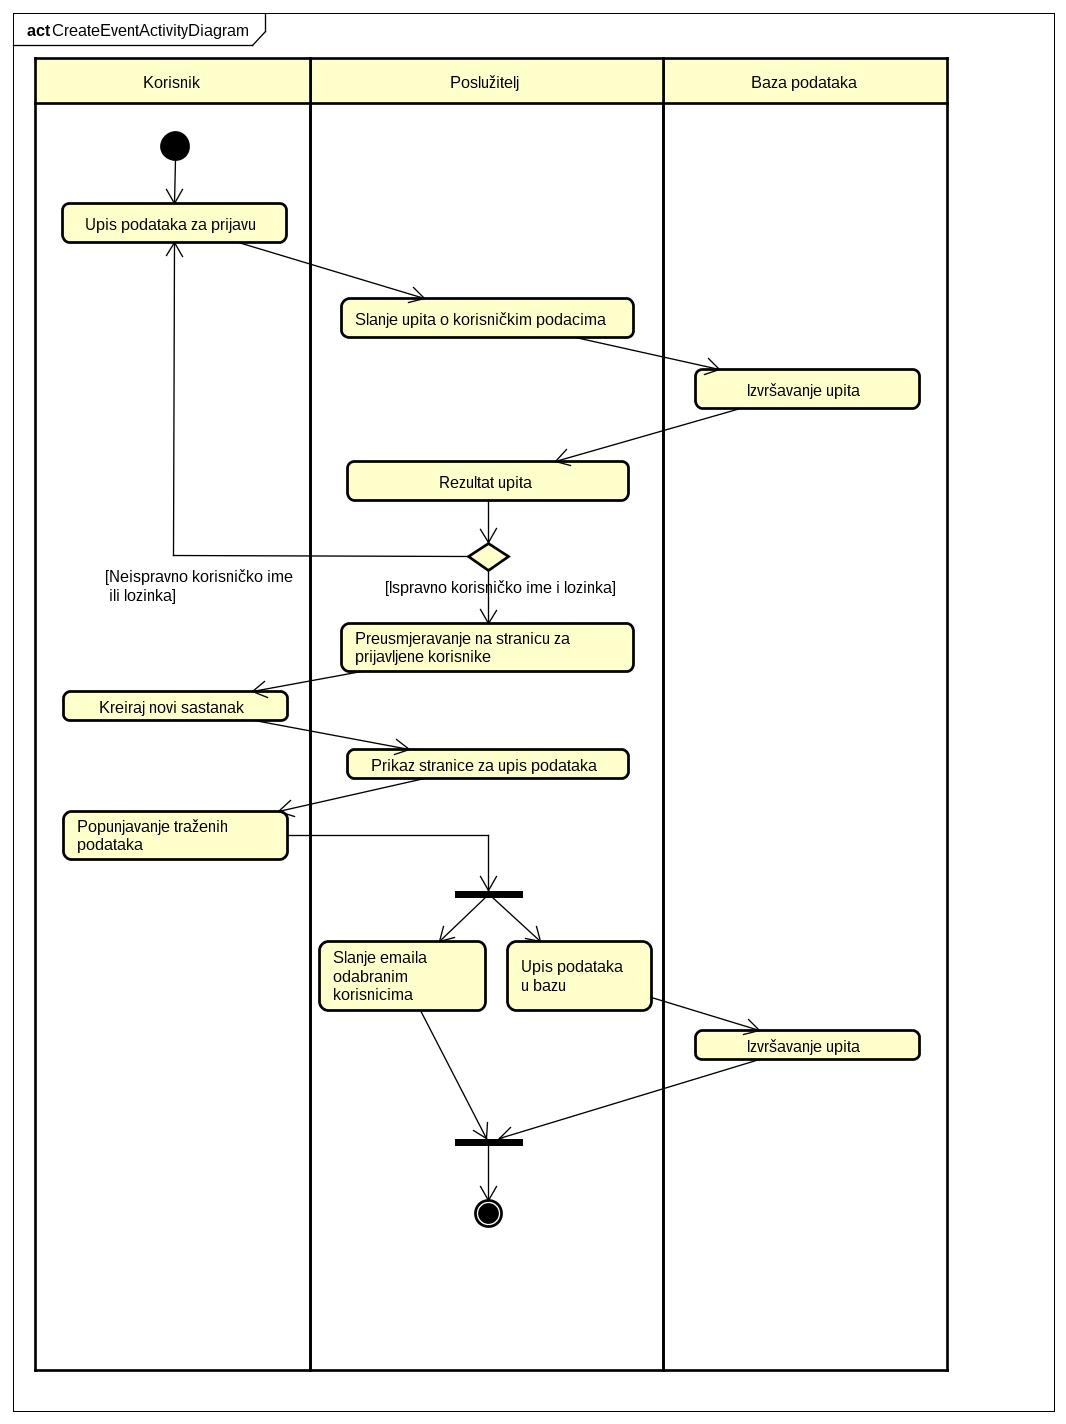 act CreateEventActivityDiagram
Korisnik
Poslužitelj
Baza podataka
Upis podataka za prijavu
Slanje upita o korisničkim podacima
Izvršavanje upita
Rezultat upita
[Neispravno korisničko ime
ili lozinka]
[Ispravno korisničko ime i lozinka]
Preusmjeravanje na stranicu za
prijavljene korisnike
Kreiraj novi sastanak
Prikaz stranice za upis podataka
Popunjavanje traženih
podataka
Slanje emaila
odabranim
korisnicima
Upis podataka
u bazu
Izvršavanje upita